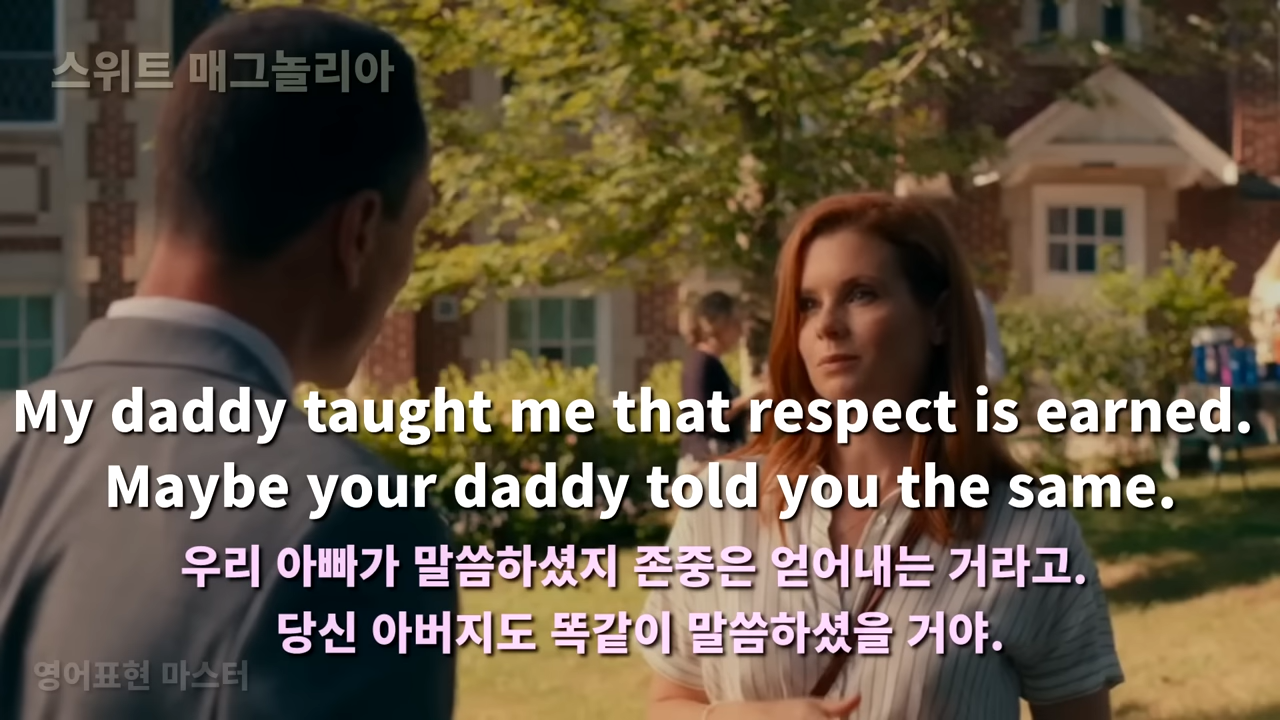 스위트 매그놀리아
My daddy taught me that respect is earned.
Maybe your daddy told you the same.
우리 아빠가 말씀하셨지 존중은 얻어내는 거라고.
당신 아버지도 똑같이 말씀하셨을 거야.
영어표현 마스터